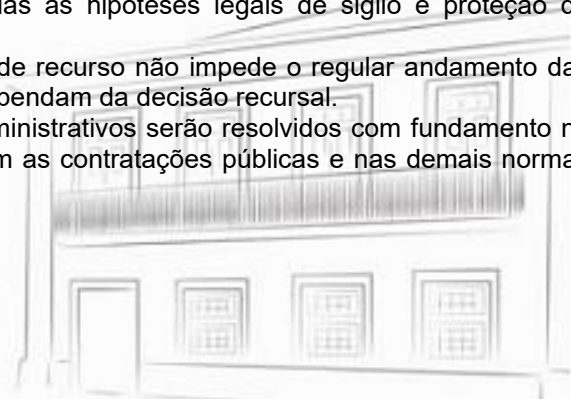 das as hipóteses legais de sigilo e proteção d
de recurso não impede o regular andamento da
pendam da decisão recursal.
ministrativos serão resolvidos com fundamento n
m as contratações públicas e nas demais norma